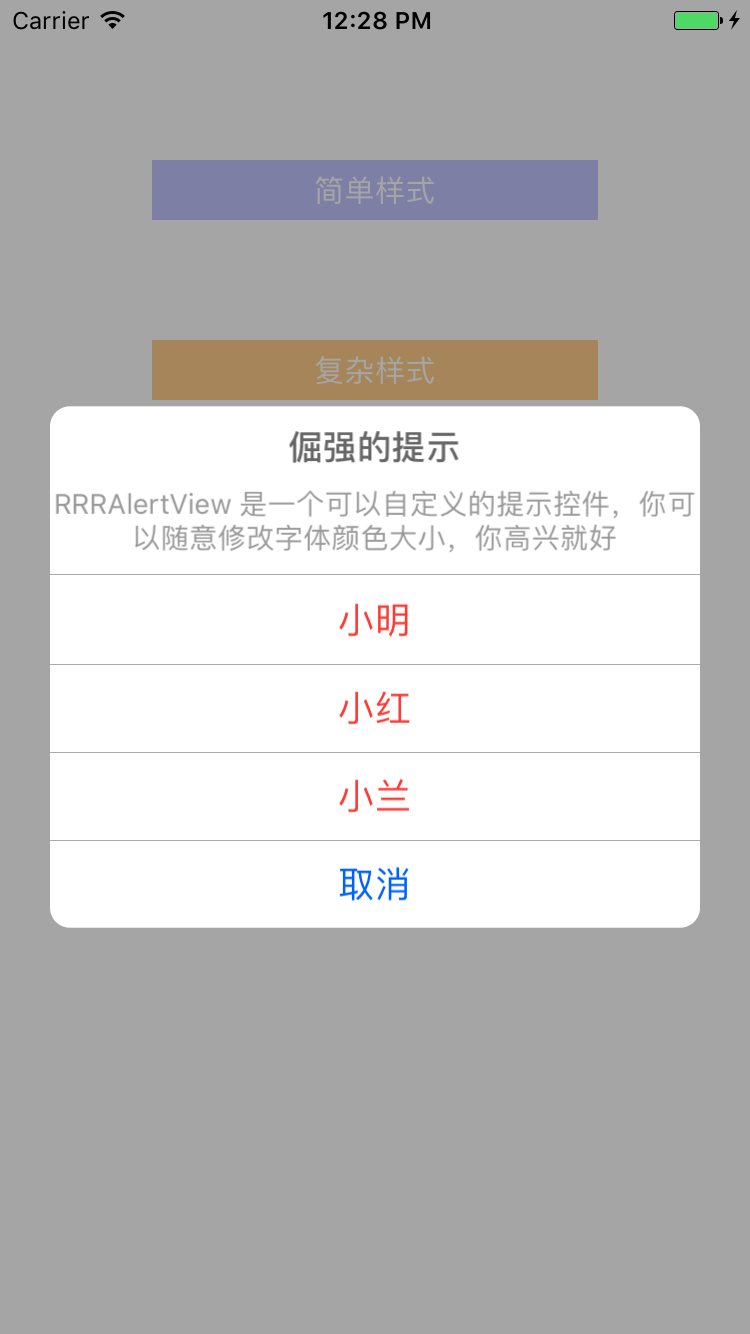 Carrier 12:28 PM
简单样式
复杂样式
倔强的提示
RRRAlertView 是一个可以自定义的提示控件，你可
以随意修改字体颜色大小，你高兴就好
小明
小红
小兰
取消